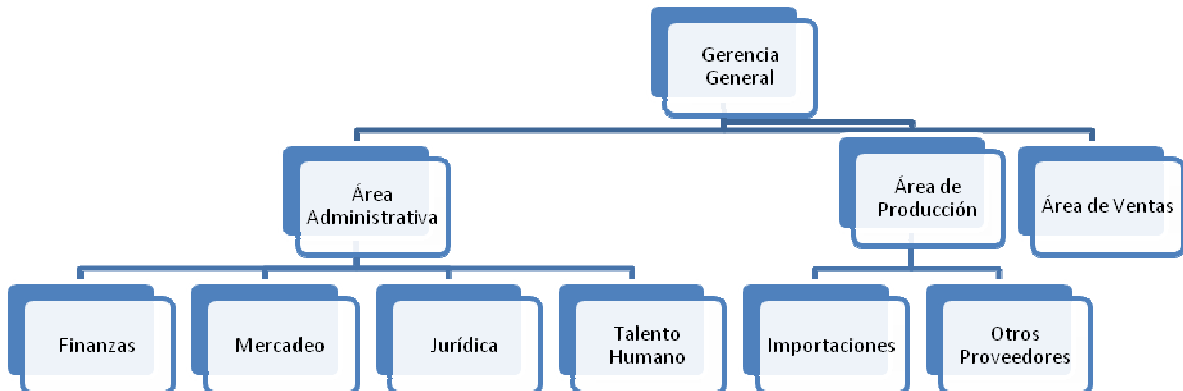 Gerencia
General
Área
Administrativa
Área de
Producción
Área de Ventas
Finanzas
Mercadeo
Jurídica
Talento
Humano
Importaciones
Otros
Proveedores